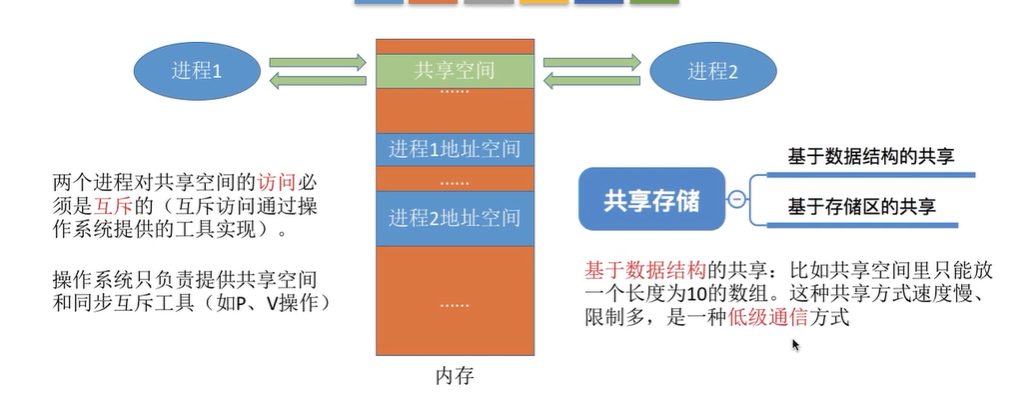 进程1
共享空间
进程2
......
进程1地址空间
......
进程2地址空间
......
内存
两个进程对共享空间的访问必
须是互斥的（互斥访问通过操
作系统提供的工具实现）。
操作系统只负责提供共享空间
和同步互斥工具（如P、V操作）
共享存储
基于数据结构的共享
基于存储区的共享
基于数据结构的共享：比如共享空间里只能放
一个长度为10的数组。这种共享方式速度慢、
限制多，是一种低级通信方式